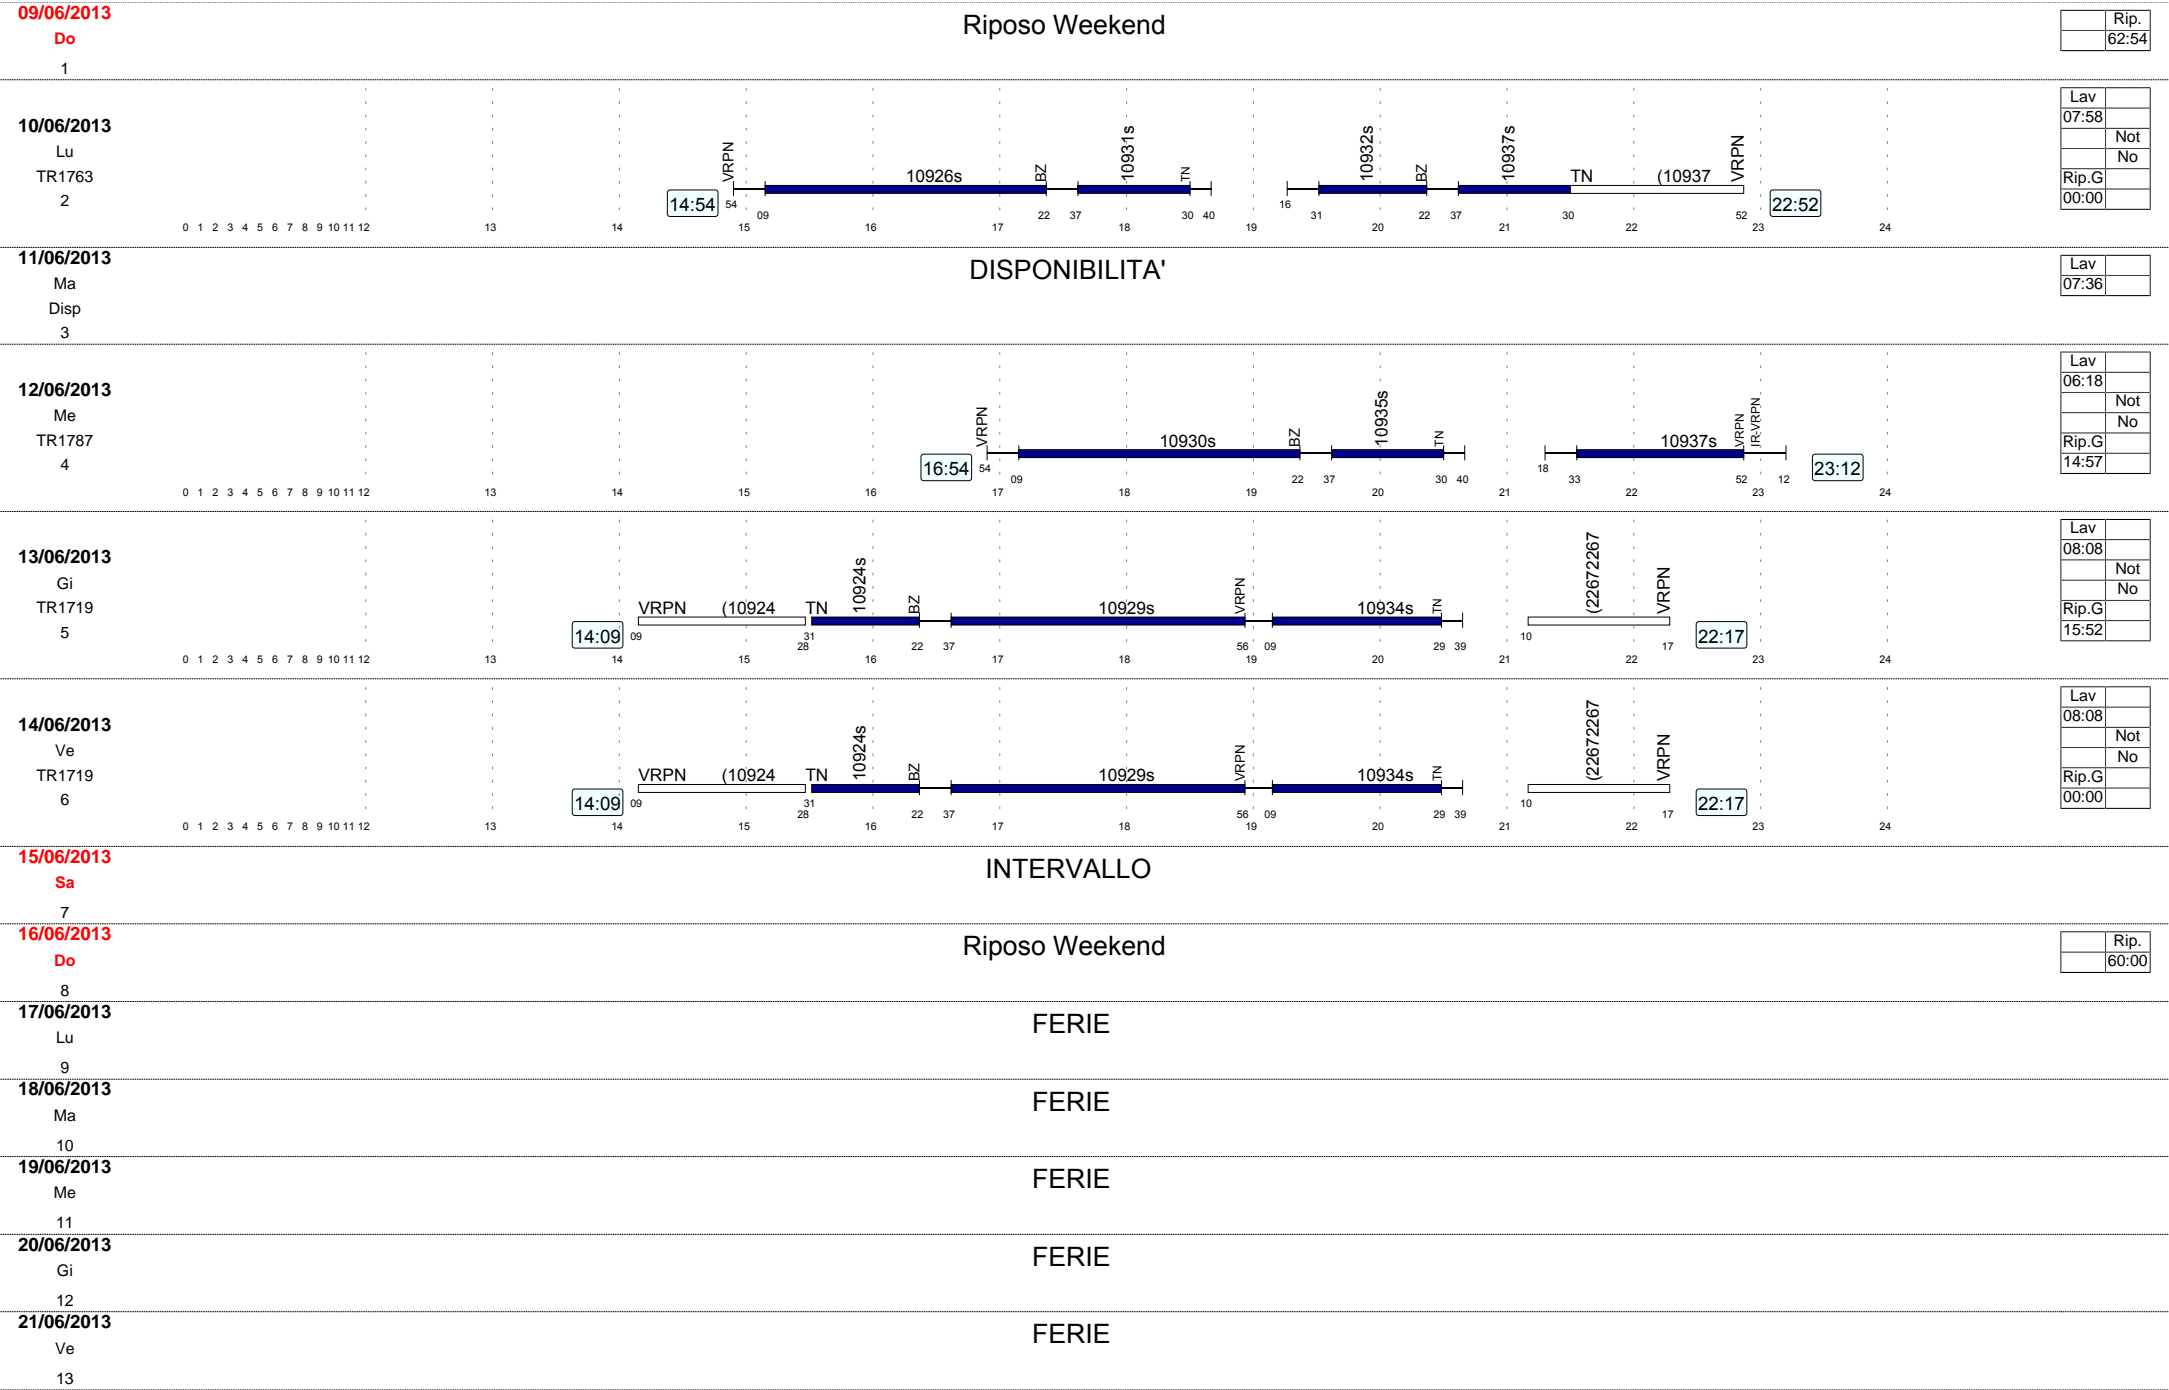 09/06/2013
Do
1
Riposo Weekend
Rip.
62:54
10/06/2013
Lu
TR1763
2
14:54
VRPN
10926s
BZ
10931s
TN
10932s
BZ
10937s
TN
(10937
VRPN
22:52
54 09 22 37 30 40 16 31 22 37 30 52
0 1 2 3 4 5 6 7 8 9 10 11 12 13 14 15 16 17 18 19 20 21 22 23 24
Lav
07:58
Not
No
Rip.G
00:00
11/06/2013
Ma
Disp
3
DISPONIBILITA'
Lav
07:36
12/06/2013
Me
TR1787
4
16:54
VRPN
10930s
BZ
10935s
TN
10937s
VRPN
IR-VRPN
23:12
54 09 22 37 30 40 18 33 52 12
0 1 2 3 4 5 6 7 8 9 10 11 12 13 14 15 16 17 18 19 20 21 22 23 24
Lav
06:18
Not
No
Rip.G
14:57
13/06/2013
Gi
TR1719
5
14:09
VRPN
(10924
TN
10924s
BZ
10929s
VRPN
10934s
TN
(22672267
VRPN
22:17
09 31 28 22 37 56 09 29 39 10 17
0 1 2 3 4 5 6 7 8 9 10 11 12 13 14 15 16 17 18 19 20 21 22 23 24
Lav
08:08
Not
No
Rip.G
15:52
14/06/2013
Ve
TR1719
6
14:09
VRPN
(10924
TN
10924s
BZ
10929s
VRPN
10934s
TN
(22672267
VRPN
22:17
09 31 28 22 37 56 09 29 39 10 17
0 1 2 3 4 5 6 7 8 9 10 11 12 13 14 15 16 17 18 19 20 21 22 23 24
Lav
08:08
Not
No
Rip.G
00:00
15/06/2013
Sa
7
INTERVALLO
16/06/2013
Do
8
Riposo Weekend
Rip.
60:00
17/06/2013
Lu
9
FERIE
18/06/2013
Ma
10
FERIE
19/06/2013
Me
11
FERIE
20/06/2013
Gi
12
FERIE
21/06/2013
Ve
13
FERIE